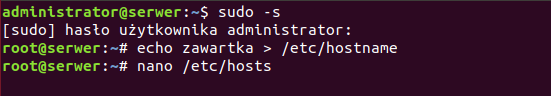 administrator@serwer:~$ sudo -s
[sudo] hasło użytkownika administrator:
root@serwer:~# echo zawartka > /etc/hostname
root@serwer:~# nano /etc/hosts